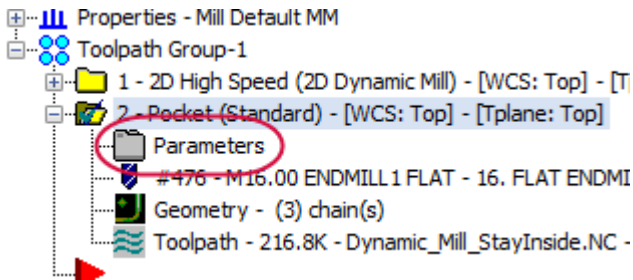 Properties - Mill Default MM
Toolpath Group-1
1 - 2D High Speed (2D Dynamic Mill) - [WCS: Top] - [T
2 - Pocket (Standard) - [WCS: Top] - [Tplane: Top]
Parameters
#476 - M16.00 ENDMILL1 FLAT - 16. FLAT ENDMI
Geometry - (3) chain(s)
Toolpath - 216.8K - Dynamic_Mill_StayInside.NC -